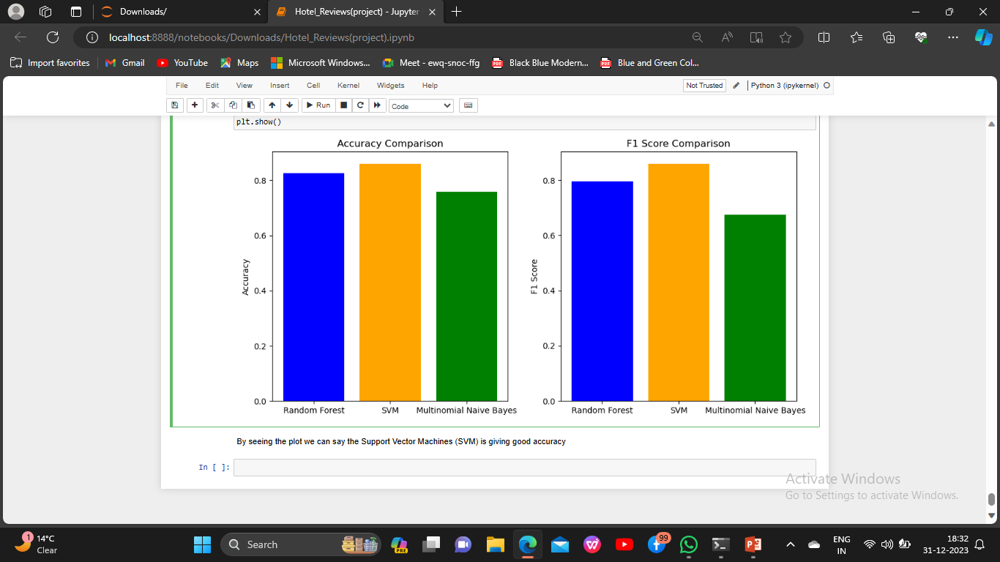 Downloads/
Hotel_Reviews(project) - Jupyter
localhost:8888/notebooks/Downloads/Hotel_Reviews(project).ipynb
Import favorites
Gmail
YouTube
Maps
Microsoft Windows...
Meet - ewq-snoc-ffg
Black Blue Modern...
Blue and Green Col...
File Edit View Insert Cell Kernel Widgets Help
Not Trusted
Python 3 (ipykernel)
Run
Code
plt.show()
Accuracy Comparison
Accuracy
0.8
0.6
0.4
0.2
0.0
Random Forest SVM Multinomial Naive Bayes
F1 Score Comparison
F1 Score
0.8
0.6
0.4
0.2
0.0
Random Forest SVM Multinomial Naive Bayes
By seeing the plot we can say the Support Vector Machines (SVM) is giving good accuracy
In [ ]:
Activate Windows
Go to Settings to activate Windows.
1
14°C
Clear
Search
PRE
99
ENG
IN
18:32
31-12-2023